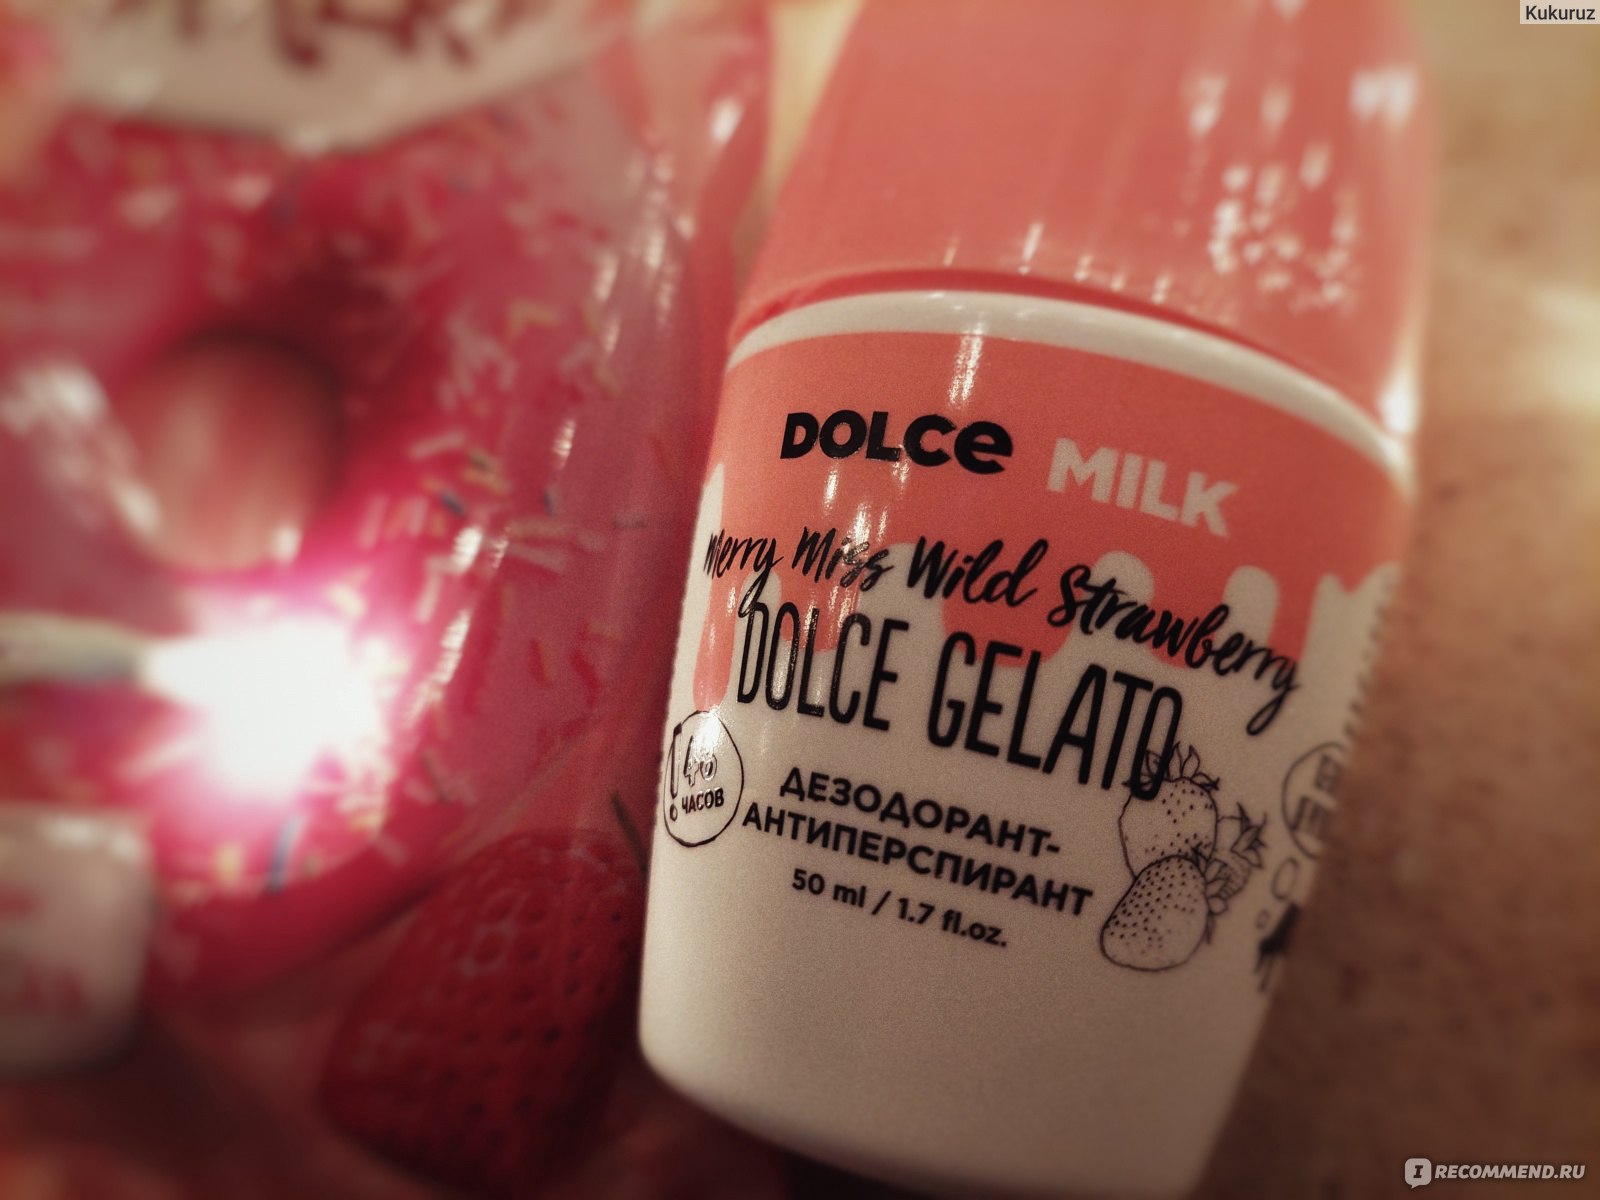 Kukuruz
DOLCE MILK
Merry Miss Wild Strawberry
DOLCE GELATO
48
ЧАСОВ
ДЕЗОДОРАНТ-
АНТИПЕРСПИРАНТ
50 ml / 1.7 fl.oz.
IRECOMMEND.RU